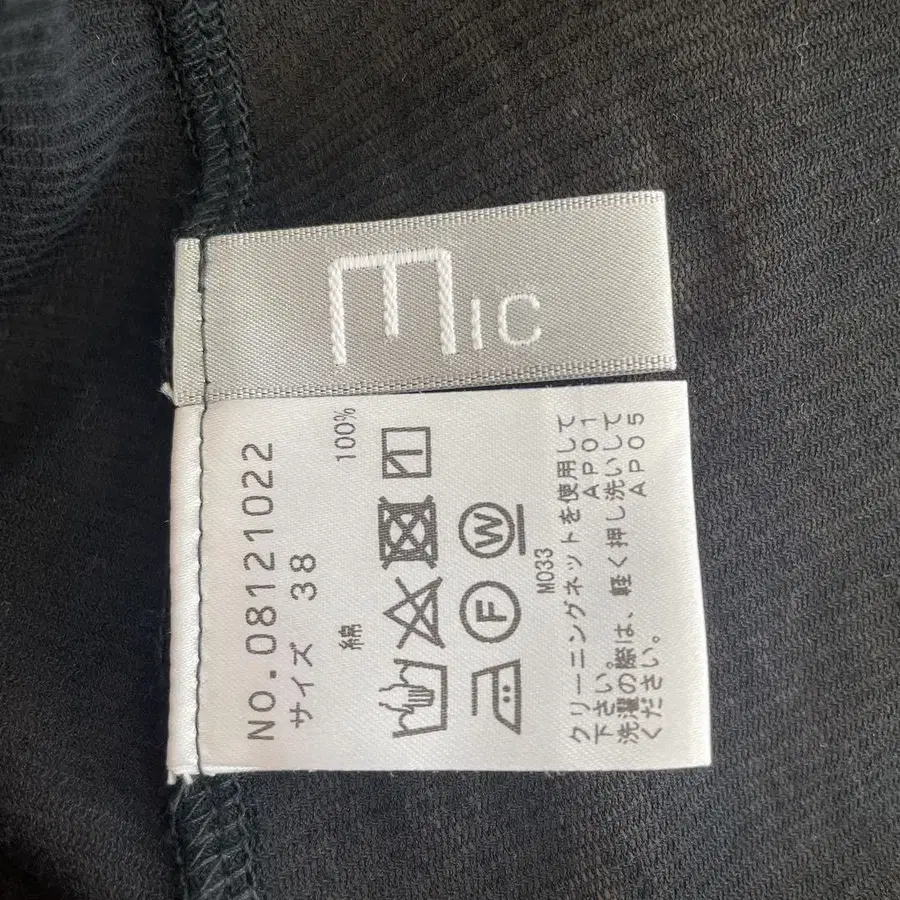 mic
NO.08121022
サイズ 38
綿 100%
F W
M033
クリーニングネットを使用して
下さい。 AP01
洗濯の際は、軽く押し洗いして
ください。 AP05